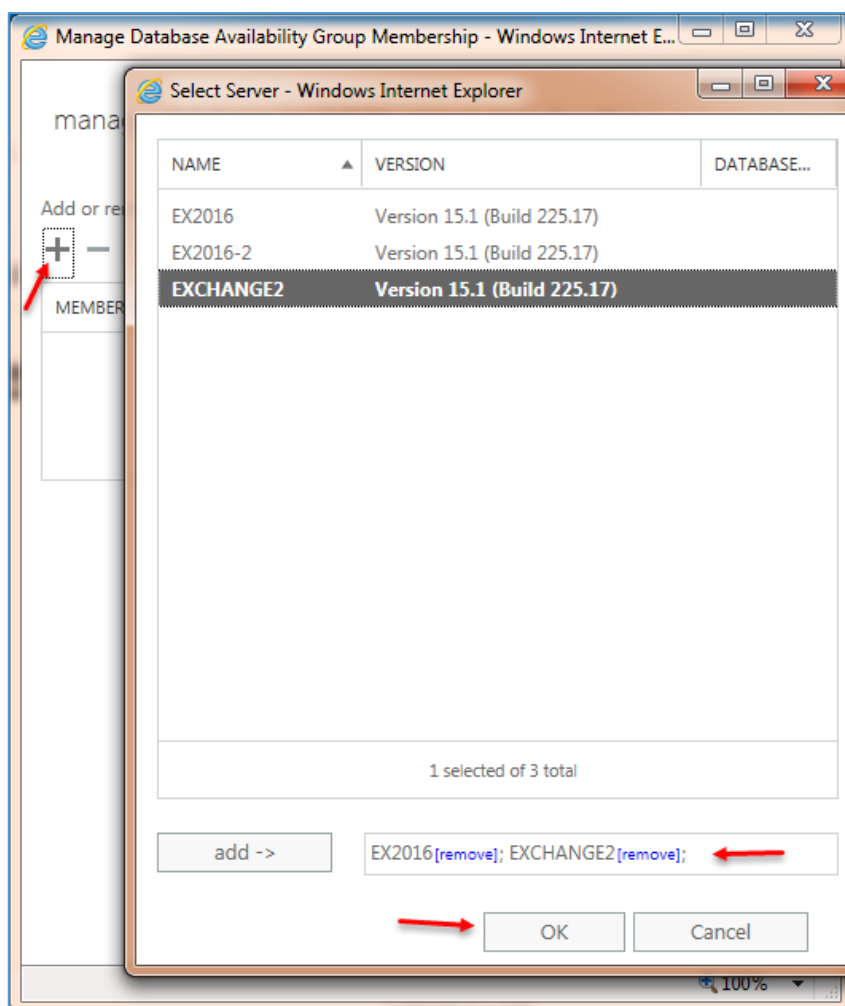 Manage Database Availability Group Membership - Windows Internet E...
Select Server - Windows Internet Explorer
mana
NAME VERSION DATABASE...
Add or re
EX2016 Version 15.1 (Build 225.17)
EX2016-2 Version 15.1 (Build 225.17)
EXCHANGE2 Version 15.1 (Build 225.17)
MEMBER
1 selected of 3 total
add -> EX2016[remove]; EXCHANGE2[remove];
OK Cancel
100%